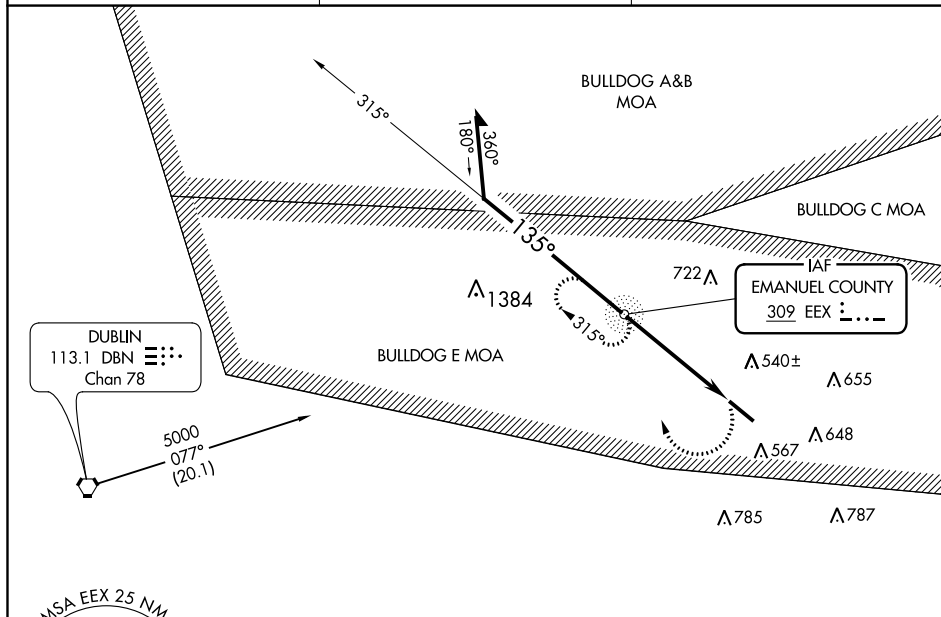 BULLDOG A&B
MOA
315°
180°
360°
BULLDOG C MOA
135°
IAF
EMANUEL COUNTY
309 EEX
722
1384
315°
DUBLIN
113.1 DBN
Chan 78
BULLDOG E MOA
540±
655
5000
077°
(20.1)
648
567
785
787
MSA EEX 25 NM